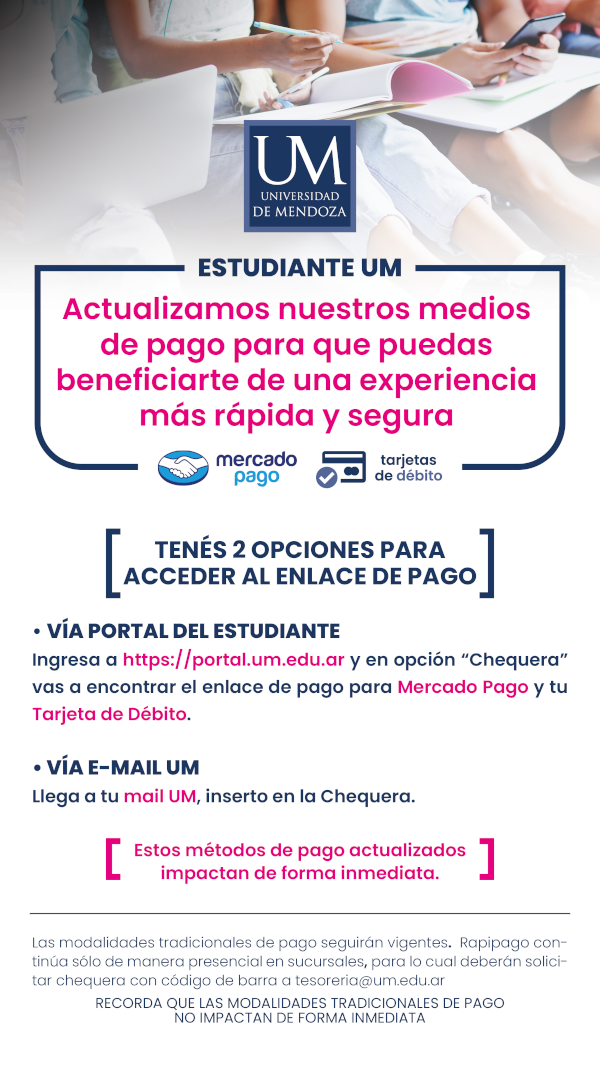 UM
UNIVERSIDAD
DE MENDOZA
ESTUDIANTE UM
Actualizamos nuestros medios
de pago para que puedas
beneficiarte de una experiencia
más rápida y segura
mercado
pago
tarjetas
de débito
TENÉS 2 OPCIONES PARA
ACCEDER AL ENLACE DE PAGO
• VÍA PORTAL DEL ESTUDIANTE
Ingresa a https://portal.um.edu.ar y en opción “Chequera”
vas a encontrar el enlace de pago para Mercado Pago y tu
Tarjeta de Débito.
• VÍA E-MAIL UM
Llega a tu mail UM, inserto en la Chequera.
Estos métodos de pago actualizados
impactan de forma inmediata.
Las modalidades tradicionales de pago seguirán vigentes. Rapipago con-
tinúa sólo de manera presencial en sucursales, para lo cual deberán solici-
tar chequera con código de barra a tesoreria@um.edu.ar
RECORDA QUE LAS MODALIDADES TRADICIONALES DE PAGO
NO IMPACTAN DE FORMA INMEDIATA